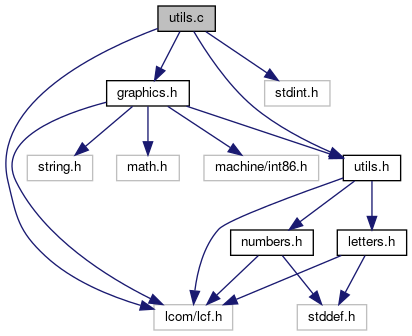 utils.c
graphics.h
stdint.h
string.h
math.h
machine/int86.h
utils.h
numbers.h
letters.h
lcom/lcf.h
stddef.h